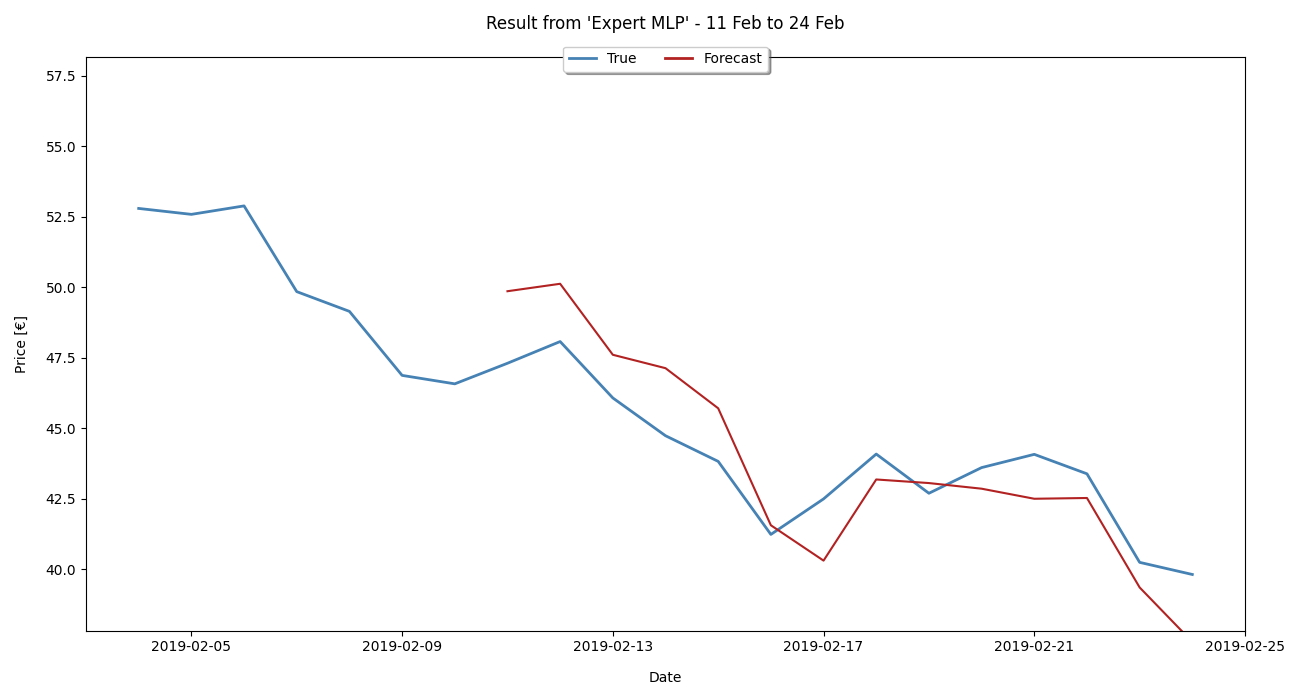 Result from 'Expert MLP' - 11 Feb to 24 Feb
True Forecast
57.5
55.0
52.5
50.0
47.5
45.0
42.5
40.0
Price [€]
2019-02-05 2019-02-09 2019-02-13 2019-02-17 2019-02-21 2019-02-25
Date